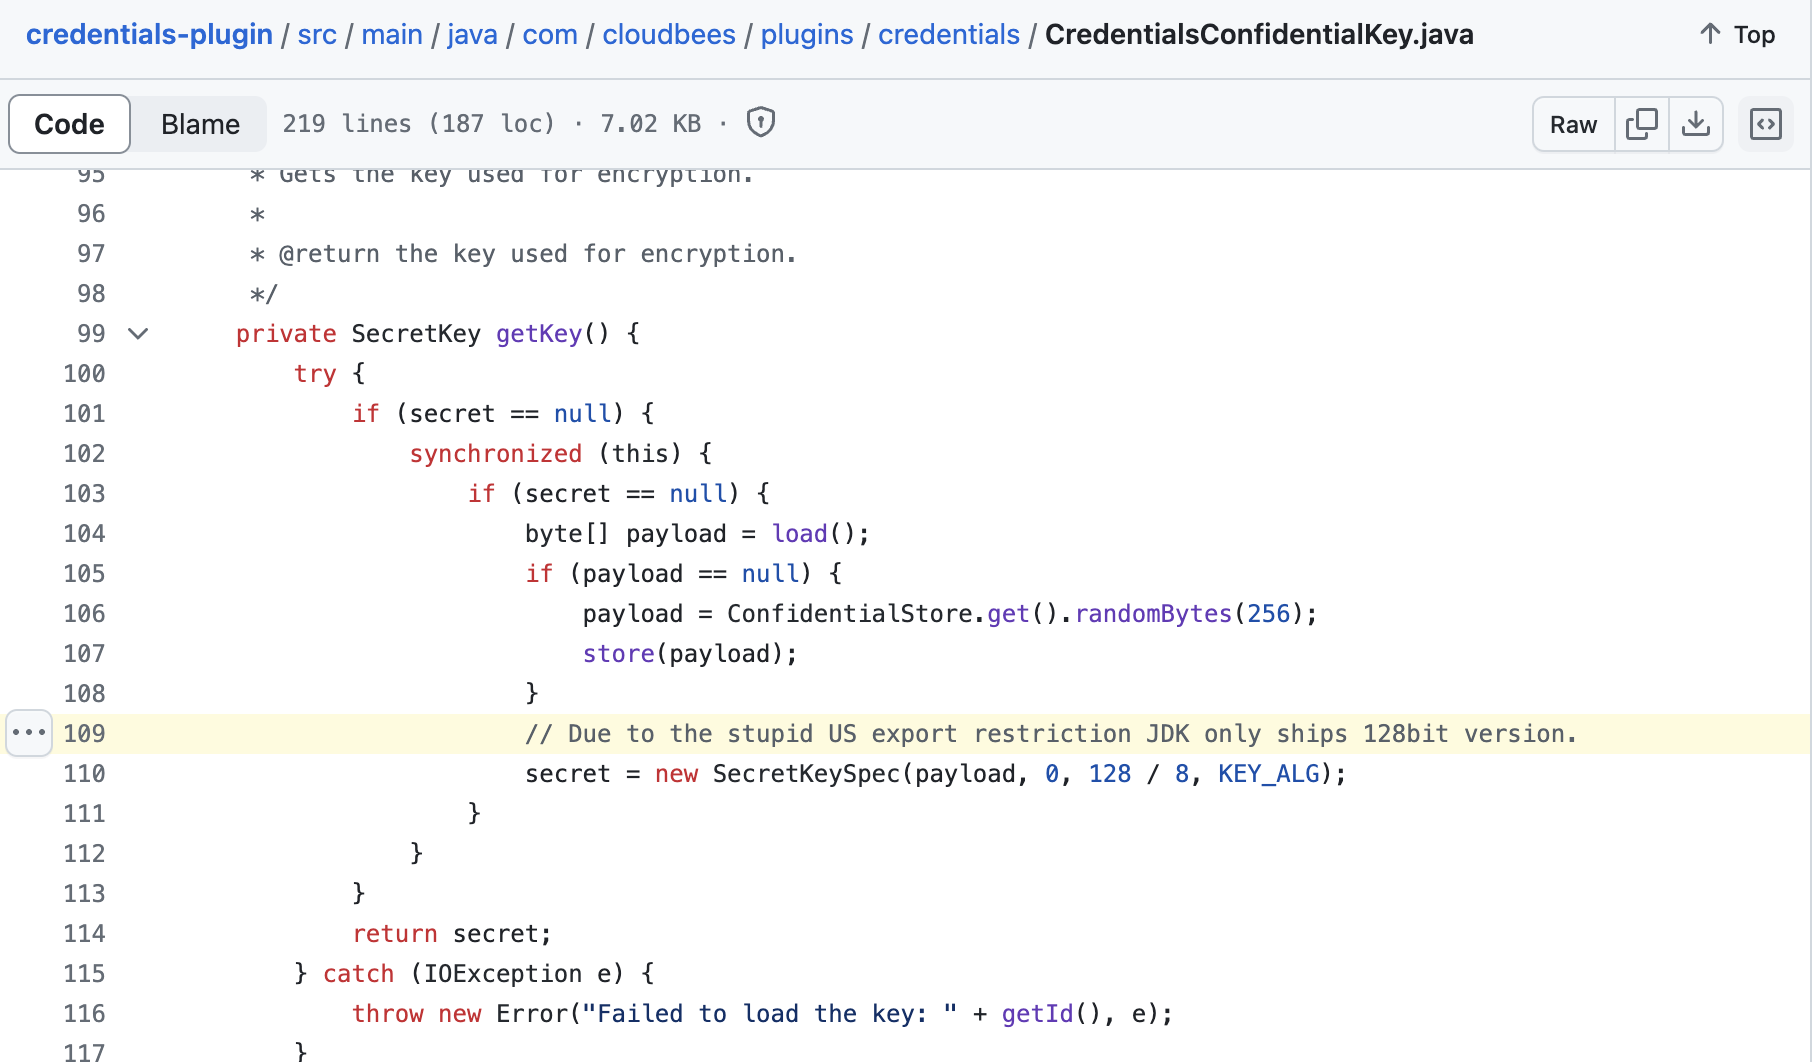 credentials-plugin / src / main / java / com / cloudbees / plugins / credentials / CredentialsConfidentialKey.java ↑ Top
Code Blame 219 lines (187 loc) · 7.02 KB · Raw
95 * Gets the key used for encryption.
96 *
97 * @return the key used for encryption.
98 */
99 private SecretKey getKey() {
100 try {
101 if (secret == null) {
102 synchronized (this) {
103 if (secret == null) {
104 byte[] payload = load();
105 if (payload == null) {
106 payload = ConfidentialStore.get().randomBytes(256);
107 store(payload);
108 }
109 // Due to the stupid US export restriction JDK only ships 128bit version.
110 secret = new SecretKeySpec(payload, 0, 128 / 8, KEY_ALG);
111 }
112 }
113 }
114 return secret;
115 } catch (IOException e) {
116 throw new Error("Failed to load the key: " + getId(), e);
117 }